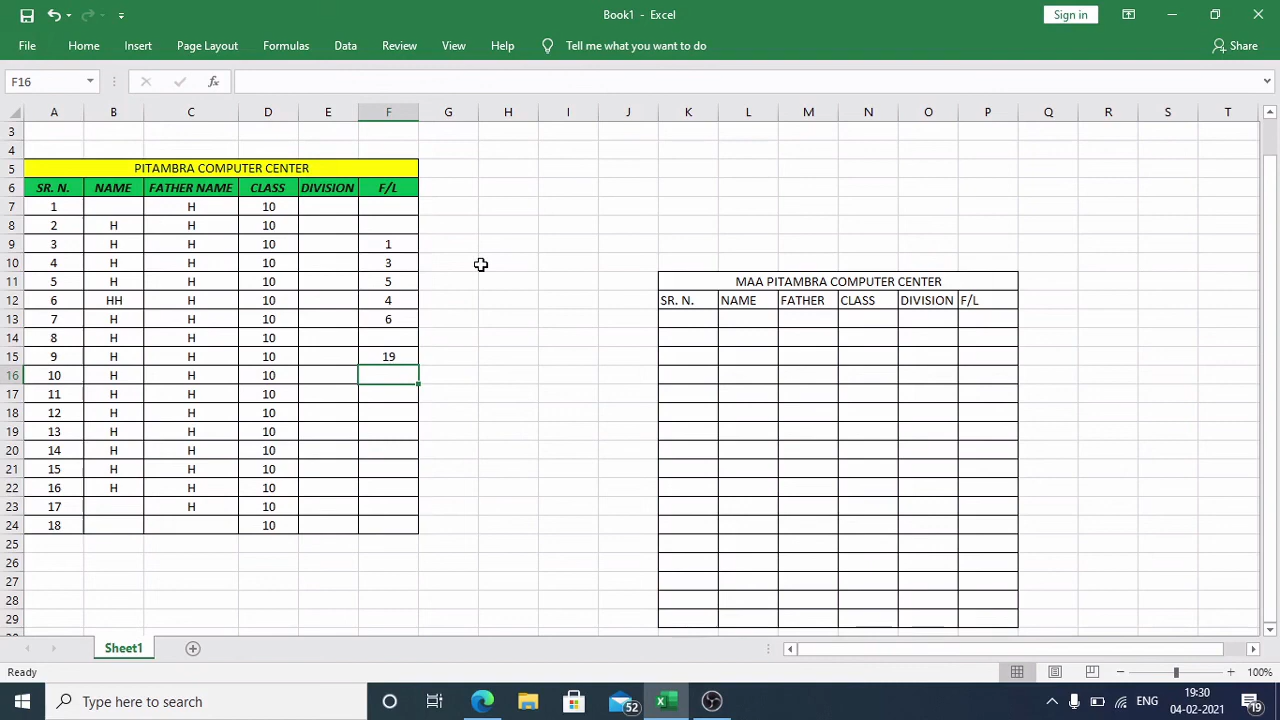 Book1 - Excel
Sign in
File Home Insert Page Layout Formulas Data Review View Help Tell me what you want to do Share
F16 fx
A B C D E F G H I J K L M N O P Q R S T
3
4
5 PITAMBRA COMPUTER CENTER
6 SR. N. NAME FATHER NAME CLASS DIVISION F/L
7 1 H 10
8 2 H H 10
9 3 H H 10 1
10 4 H H 10 3
11 5 H H 10 5 MAA PITAMBRA COMPUTER CENTER
12 6 HH H 10 4 SR. N. NAME FATHER CLASS DIVISION F/L
13 7 H H 10 6
14 8 H H 10
15 9 H H 10 19
16 10 H H 10
17 11 H H 10
18 12 H H 10
19 13 H H 10
20 14 H H 10
21 15 H H 10
22 16 H H 10
23 17 H 10
24 18 10
25
26
27
28
29
Sheet1
Ready 100%
Type here to search 52 ENG 19:30
04-02-2021 19